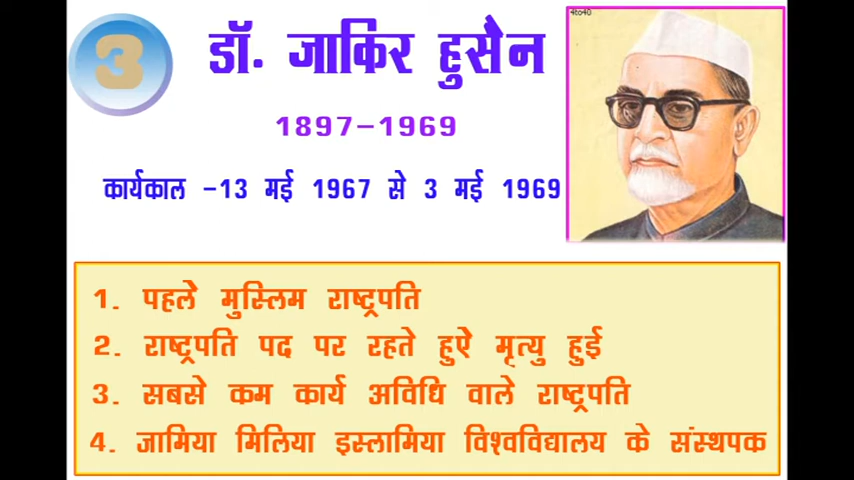 3
डॉ. जाकिर हुसैन
4to40
1897-1969
कार्यकाल -13 मई 1967 से 3 मई 1969
1. पहले मुस्लिम राष्ट्रपति
2. राष्ट्रपति पद पर रहते हुऐ मृत्यु हुई
3. सबसे कम कार्य अविधि वाले राष्ट्रपति
4. जामिया मिलिया इस्लामिया विश्वविद्यालय के संस्थपक